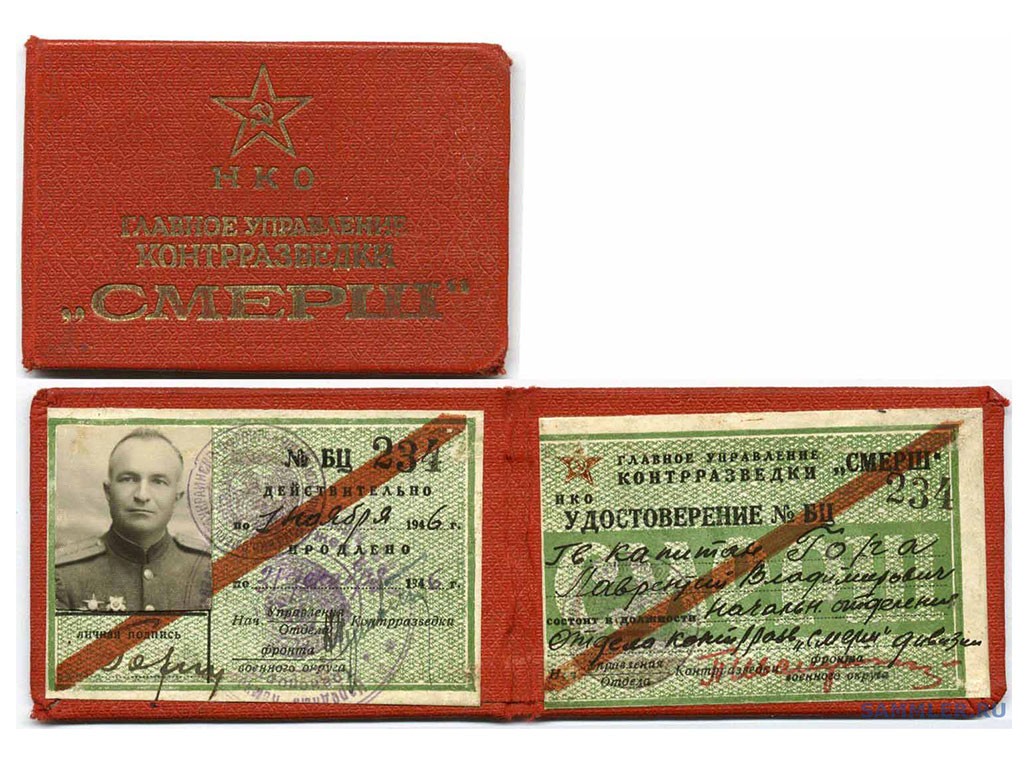 НКО
ГЛАВНОЕ УПРАВЛЕНИЕ
КОНТРРАЗВЕДКИ
„СМЕРШ“
№ БЦ 234
ДЕЙСТВИТЕЛЬНО
по 1 ноября 1946 г.
ПРОДЛЕНО
по 31 декабря 1946 г.
Управления
Нач. Контрразведки
Отдела
фронта
военного округа
ЛИЧНАЯ ПОДПИСЬ
ГЛАВНОЕ УПРАВЛЕНИЕ
КОНТРРАЗВЕДКИ „СМЕРШ“
НКО
234
УДОСТОВЕРЕНИЕ № БЦ
Гв. капитан Гора
Лаврентий Владимирович
СОСТОИТ В ДОЛЖНОСТИ начальн. отделения
Отдела контрразв. „Смерш“ дивизии
Управления фронта
Контрразведки
Отдела военного округа
SAMMLER.RU